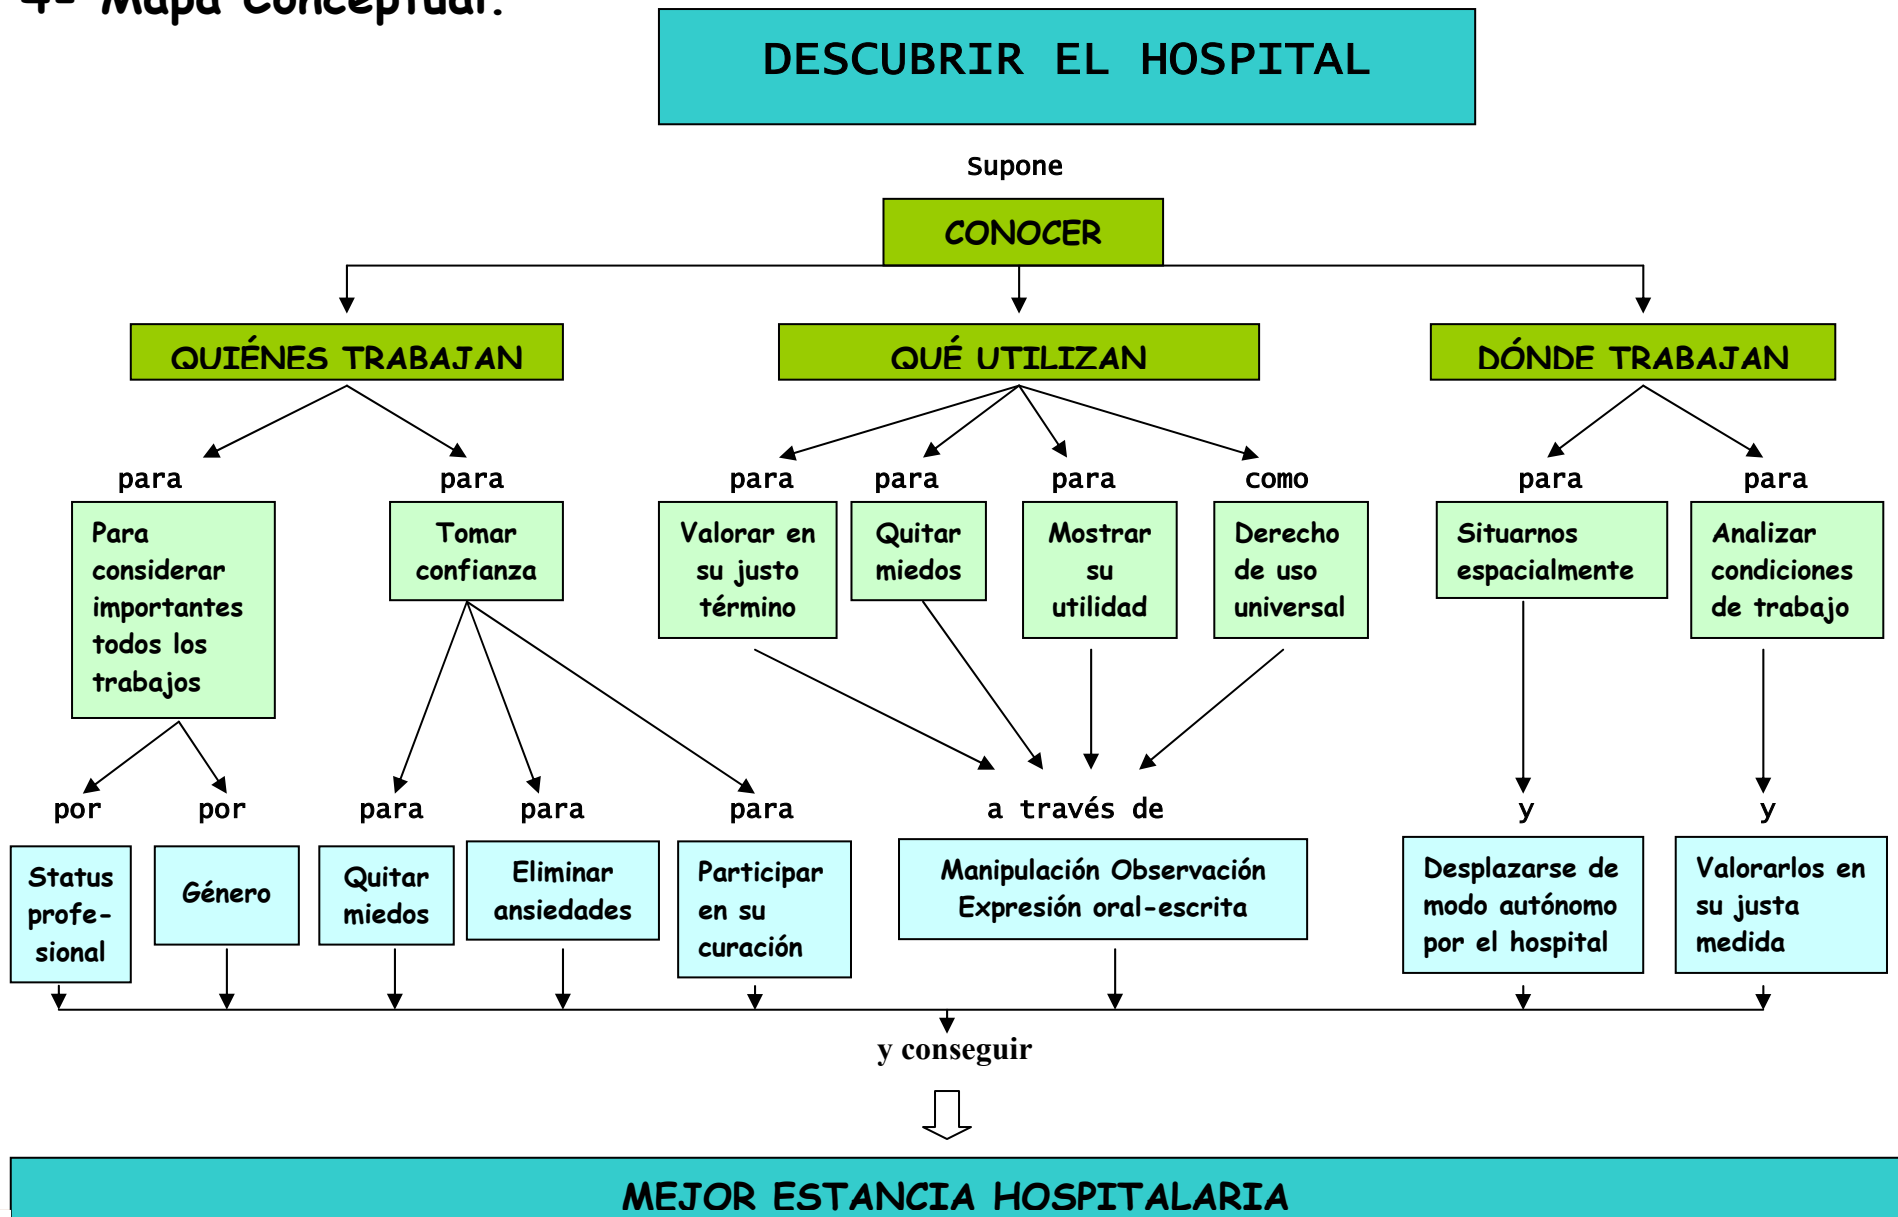 4- Mapa Conceptual.
DESCUBRIR EL HOSPITAL
Supone
CONOCER
QUIÉNES TRABAJAN
QUÉ UTILIZAN
DÓNDE TRABAJAN
para
para
para
para
para
como
para
para
Para
considerar
importantes
todos los
trabajos
Tomar
confianza
Valorar en
su justo
término
Quitar
miedos
Mostrar
su
utilidad
Derecho
de uso
universal
Situarnos
espacialmente
Analizar
condiciones
de trabajo
por
por
para
para
para
a través de
y
y
Status
profe-
sional
Género
Quitar
miedos
Eliminar
ansiedades
Participar
en su
curación
Manipulación Observación
Expresión oral-escrita
Desplazarse de
modo autónomo
por el hospital
Valorarlos en
su justa
medida
y conseguir
MEJOR ESTANCIA HOSPITALARIA